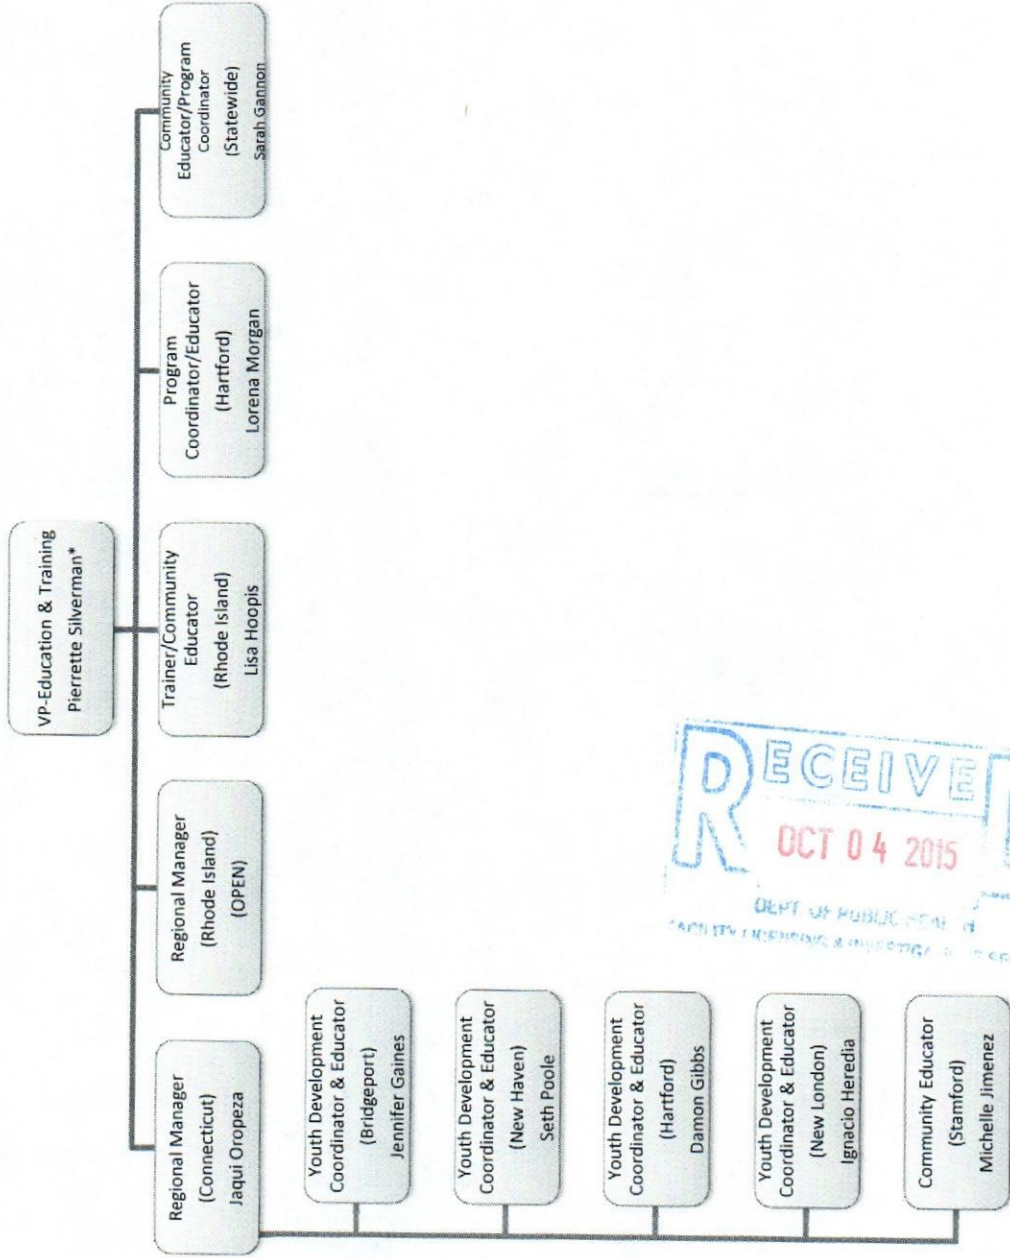 VP-Education & Training
Pierrette Silverman*
Regional Manager
(Connecticut)
Jaqui Oropeza
Regional Manager
(Rhode Island)
(OPEN)
Trainer/Community
Educator
(Rhode Island)
Lisa Hoopis
Program
Coordinator/Educator
(Hartford)
Lorena Morgan
Community
Educator/Program
Coordinator
(Statewide)
Sarah Gannon
Youth Development
Coordinator & Educator
(Bridgeport)
Jennifer Gaines
Youth Development
Coordinator & Educator
(New Haven)
Seth Poole
Youth Development
Coordinator & Educator
(Hartford)
Damon Gibbs
Youth Development
Coordinator & Educator
(New London)
Ignacio Heredia
Community Educator
(Stamford)
Michelle Jimenez
RECEIVE
OCT 04 2015
DEPT. OF PUBLIC
FACILITY LICENSING &